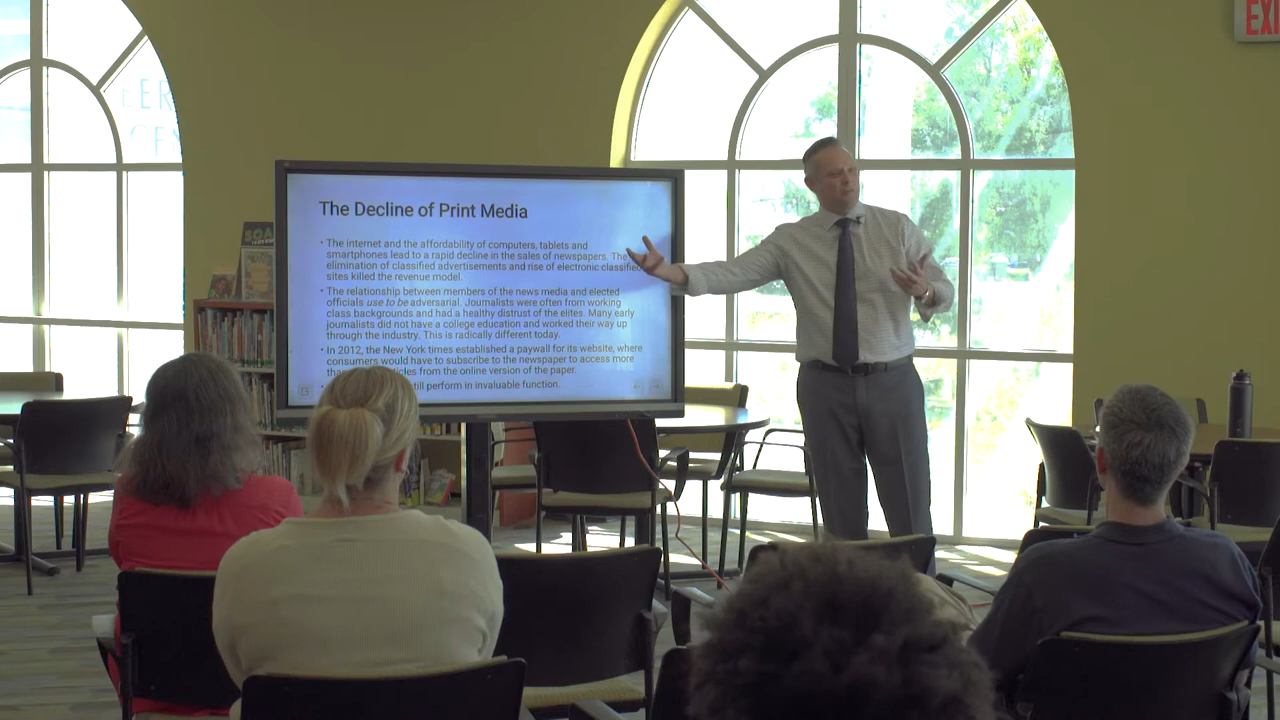 EXI
The Decline of Print Media
• The internet and the affordability of computers, tablets and
smartphones lead to a rapid decline in the sales of newspapers. The
elimination of classified advertisements and rise of electronic classified
sites killed the revenue model.
• The relationship between members of the news media and elected
officials use to be adversarial. Journalists were often from working
class backgrounds and had a healthy distrust of the elites. Many early
journalists did not have a college education and worked their way up
through the industry. This is radically different today.
• In 2012, the New York times established a paywall for its website, where
consumers would have to subscribe to the newspaper to access more
from the online version of the paper.
still perform in invaluable function.